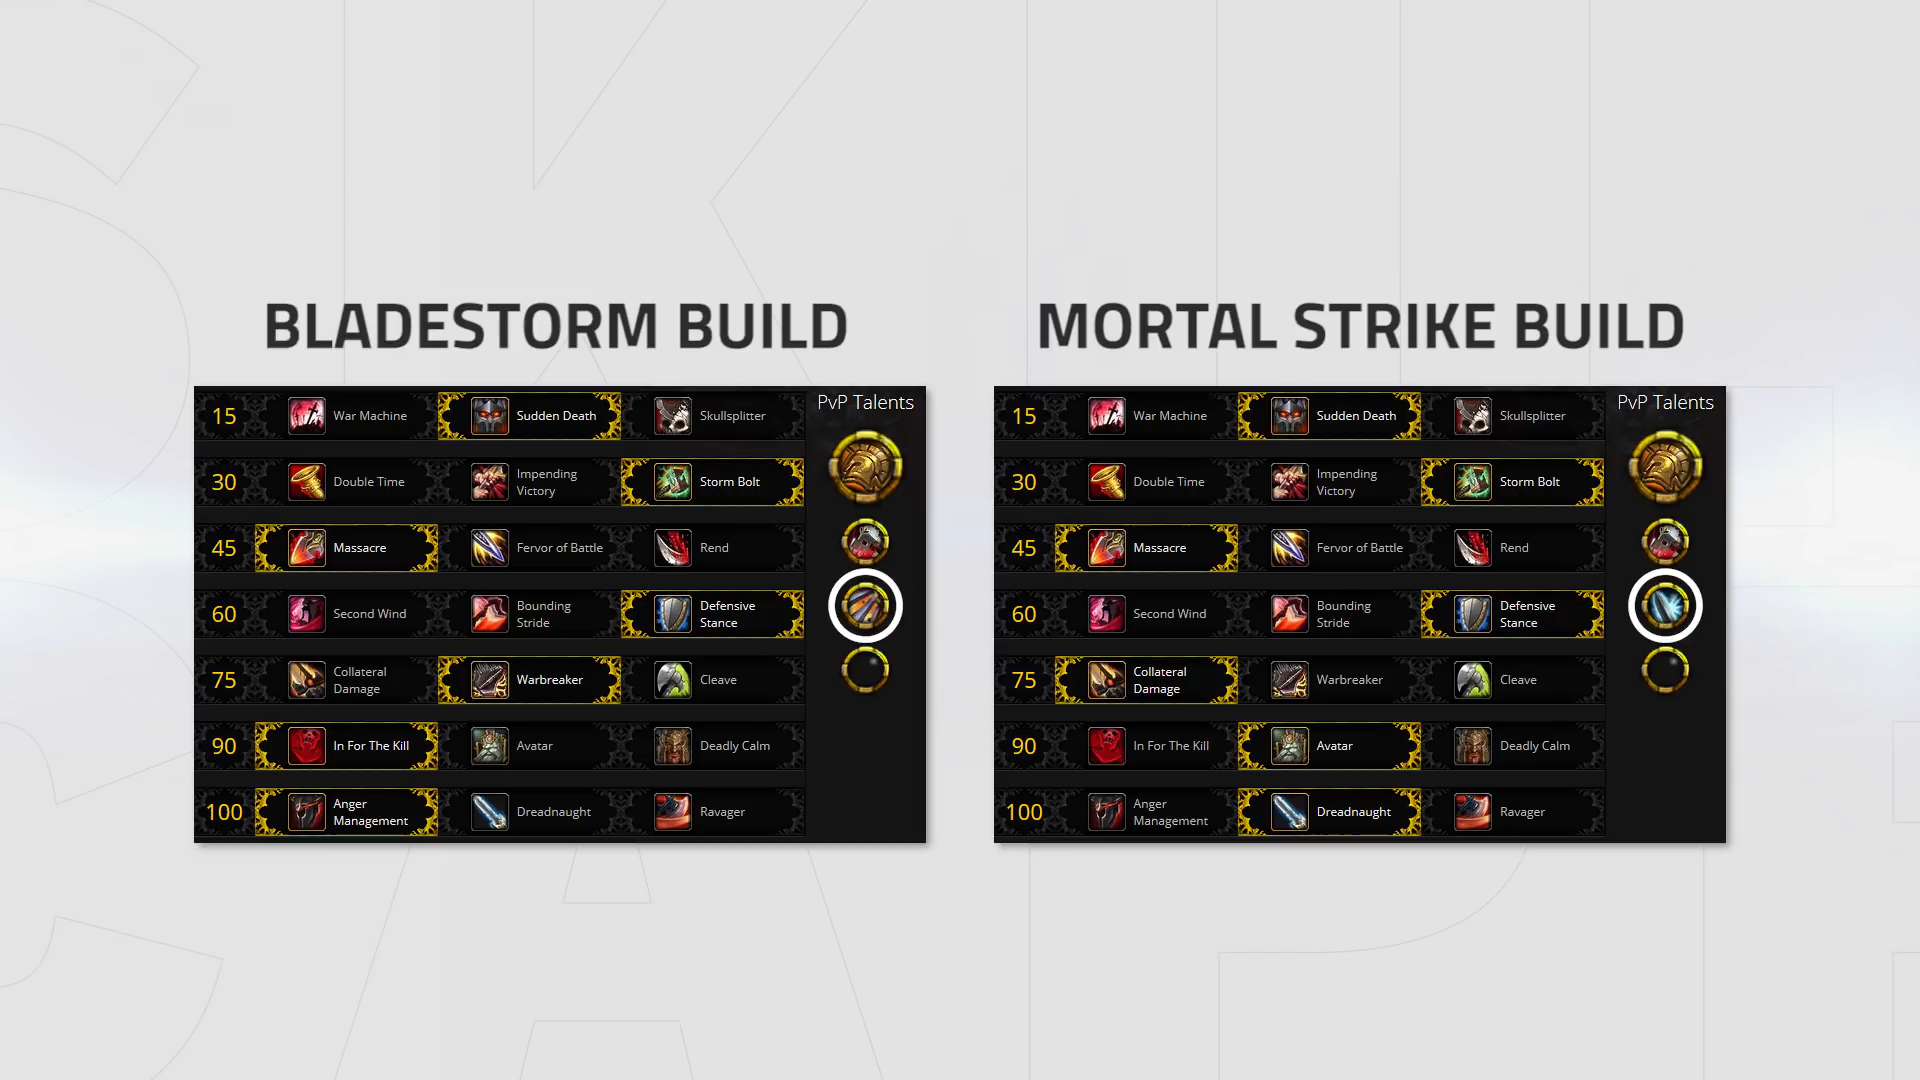 BLADESTORM BUILD
15 War Machine Sudden Death Skullsplitter
PvP Talents
30 Double Time Impending Victory Storm Bolt
45 Massacre Fervor of Battle Rend
60 Second Wind Bounding Stride Defensive Stance
75 Collateral Damage Warbreaker Cleave
90 In For The Kill Avatar Deadly Calm
100 Anger Management Dreadnaught Ravager
MORTAL STRIKE BUILD
15 War Machine Sudden Death Skullsplitter
PvP Talents
30 Double Time Impending Victory Storm Bolt
45 Massacre Fervor of Battle Rend
60 Second Wind Bounding Stride Defensive Stance
75 Collateral Damage Warbreaker Cleave
90 In For The Kill Avatar Deadly Calm
100 Anger Management Dreadnaught Ravager